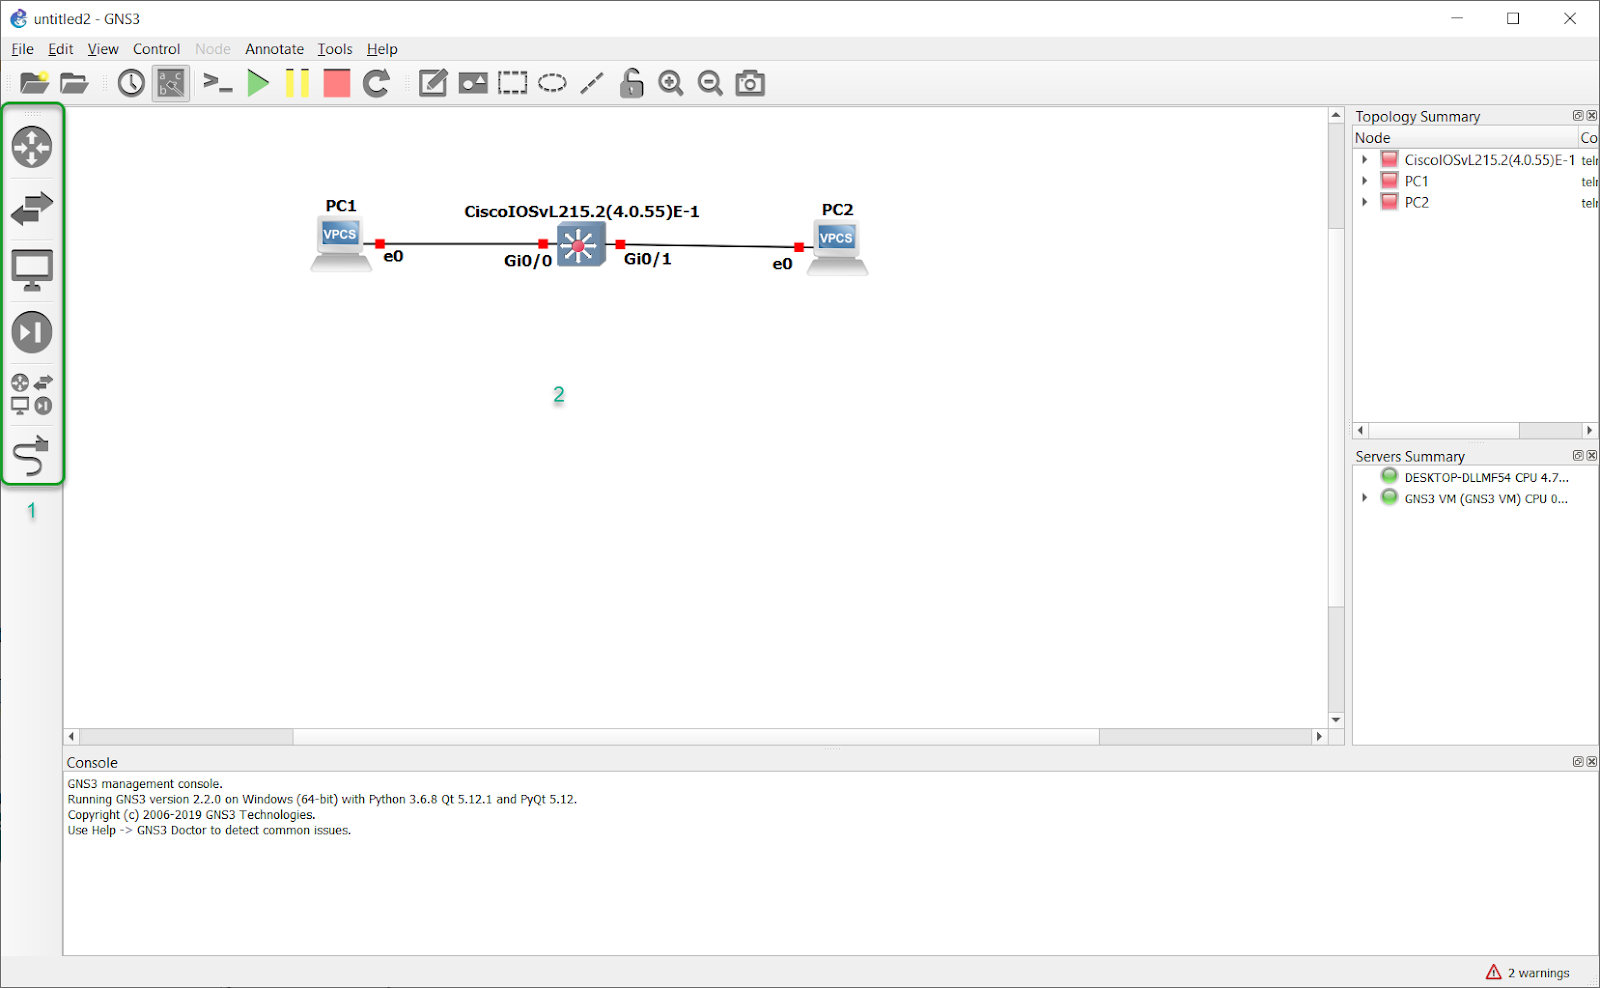 untitled2 - GNS3
File Edit View Control Node Annotate Tools Help
a c
b
PC1
VPCS
e0
CiscoIOSvL215.2(4.0.55)E-1
Gi0/0
Gi0/1
PC2
VPCS
e0
2
1
Topology Summary
Node Co
CiscoIOSvL215.2(4.0.55)E-1 teln
PC1 teln
PC2 teln
Servers Summary
DESKTOP-DLLMF54 CPU 4.7...
GNS3 VM (GNS3 VM) CPU 0...
Console
GNS3 management console.
Running GNS3 version 2.2.0 on Windows (64-bit) with Python 3.6.8 Qt 5.12.1 and PyQt 5.12.
Copyright (c) 2006-2019 GNS3 Technologies.
Use Help -> GNS3 Doctor to detect common issues.
2 warnings